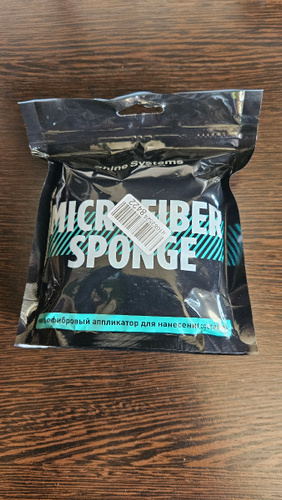 Shine Systems
MICROFIBER
SPONGE
микрофибровый аппликатор для нанесения